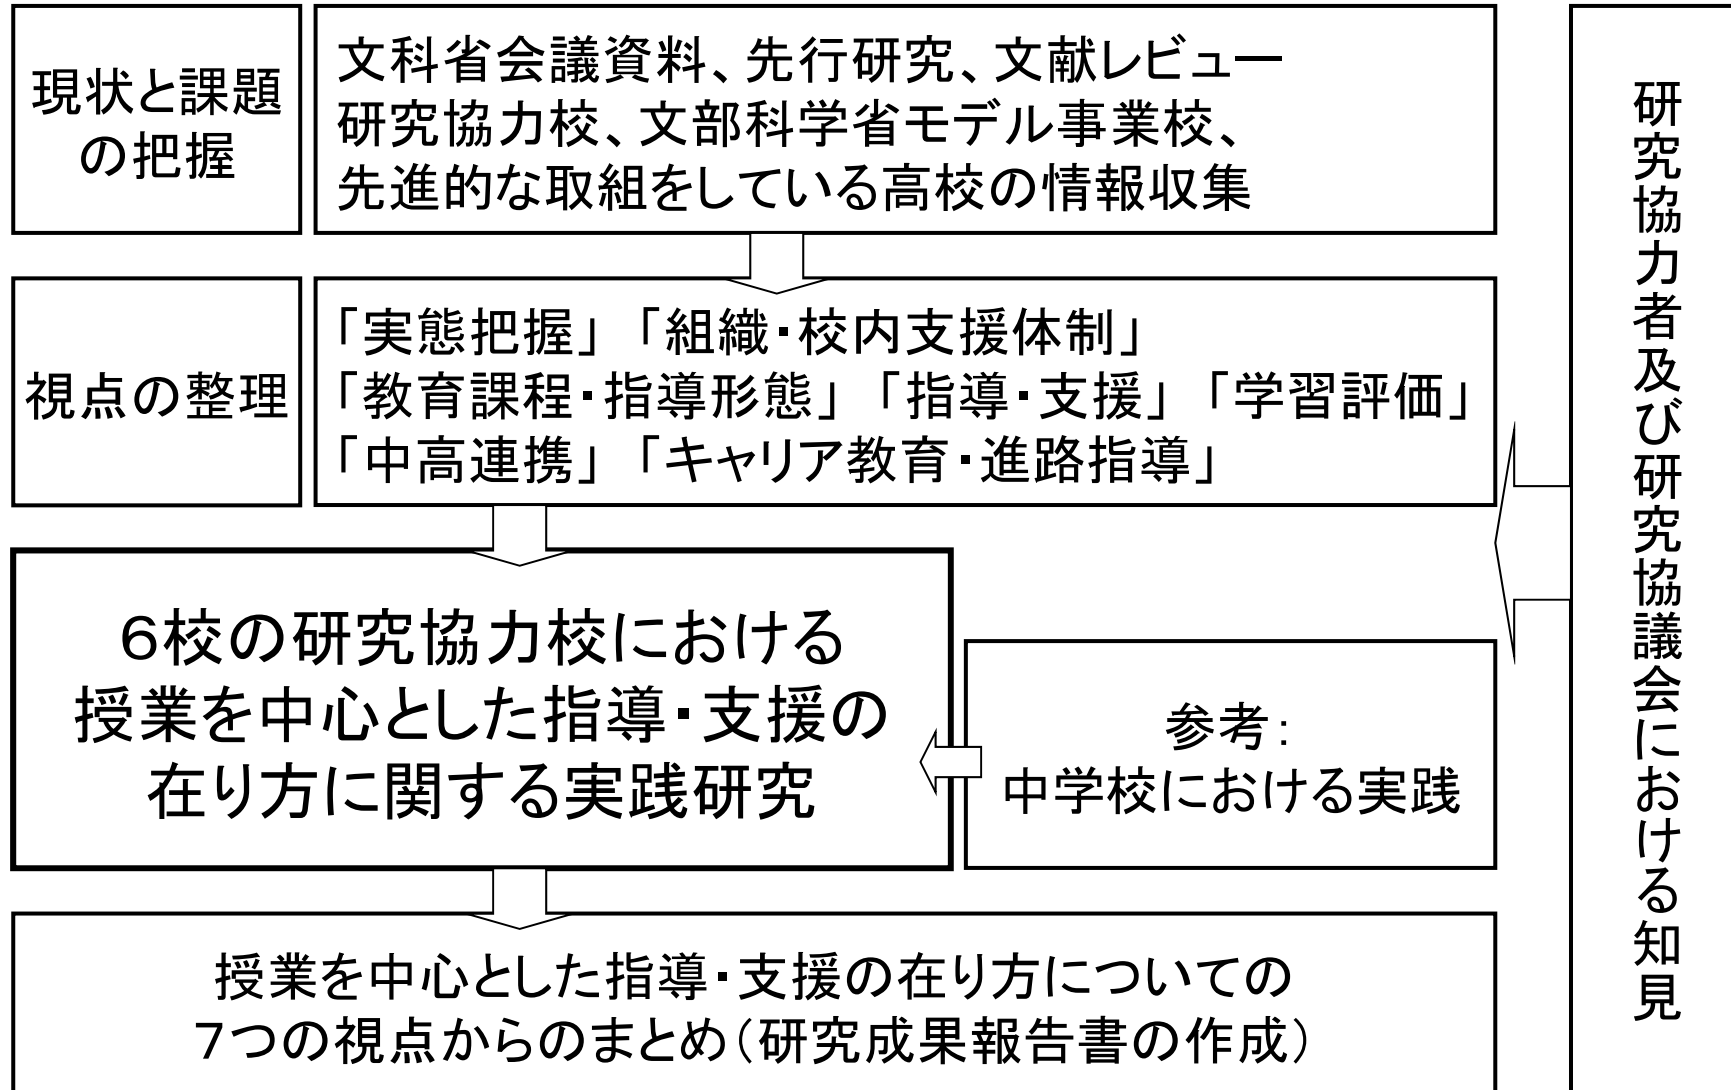 現状と課題
の把握
文科省会議資料、先行研究、文献レビュー
研究協力校、文部科学省モデル事業校、
先進的な取組をしている高校の情報収集
視点の整理
「実態把握」「組織・校内支援体制」
「教育課程・指導形態」「指導・支援」「学習評価」
「中高連携」「キャリア教育・進路指導」
6校の研究協力校における
授業を中心とした指導・支援の
在り方に関する実践研究
参考:
中学校における実践
授業を中心とした指導・支援の在り方についての
7つの視点からのまとめ(研究成果報告書の作成)
研究協力者及び研究協議会における知見